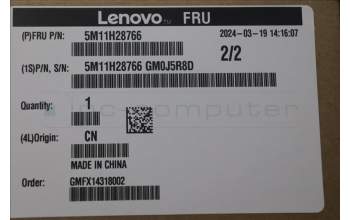 Lenovo FRU
(P)FRU P/N: 5M11H28766 2024-03-19 14:16:07
2/2
(1S)P/N, S/N: 5M11H28766 GM0J5R8D
Quantity: 1
(4L)Origin: CN
MADE IN CHINA
Order: GMFX14318002